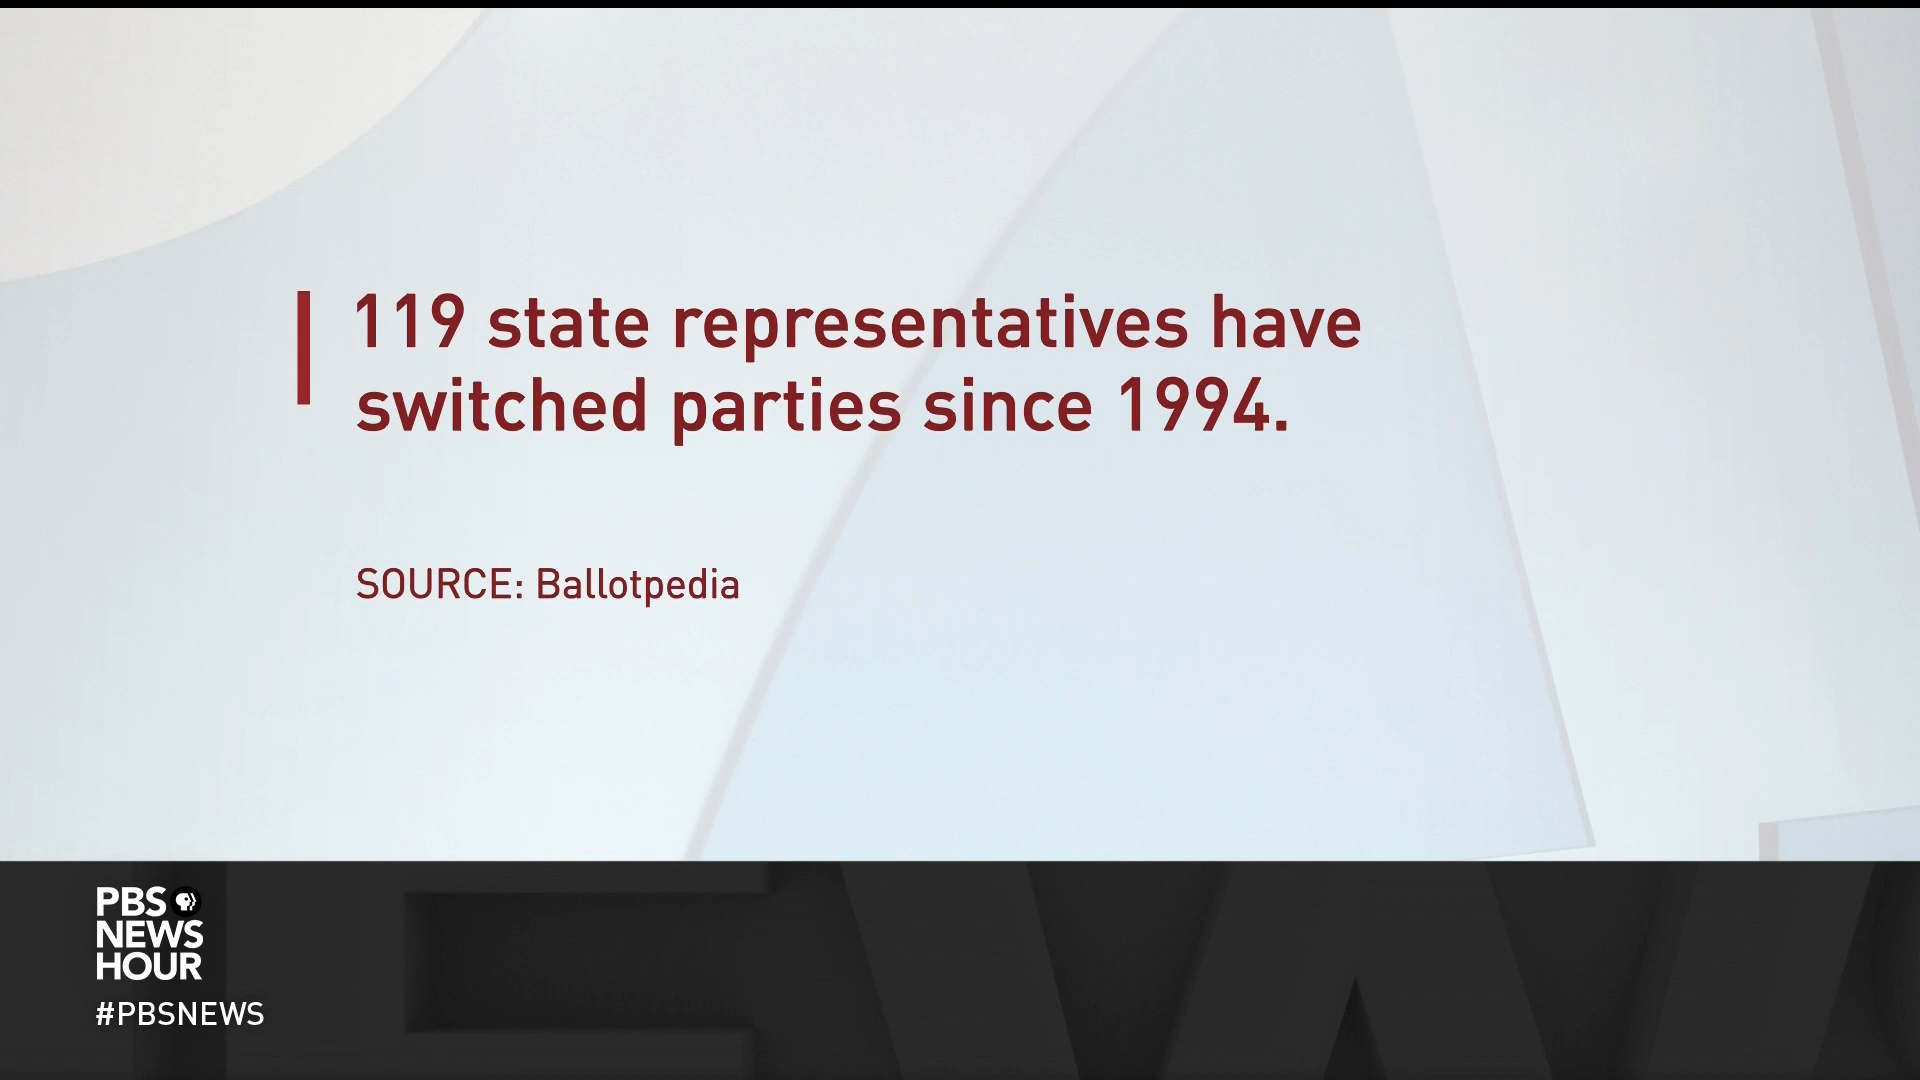 119 state representatives have
switched parties since 1994.
SOURCE: Ballotpedia
PBS
NEWS
HOUR
#PBSNEWS